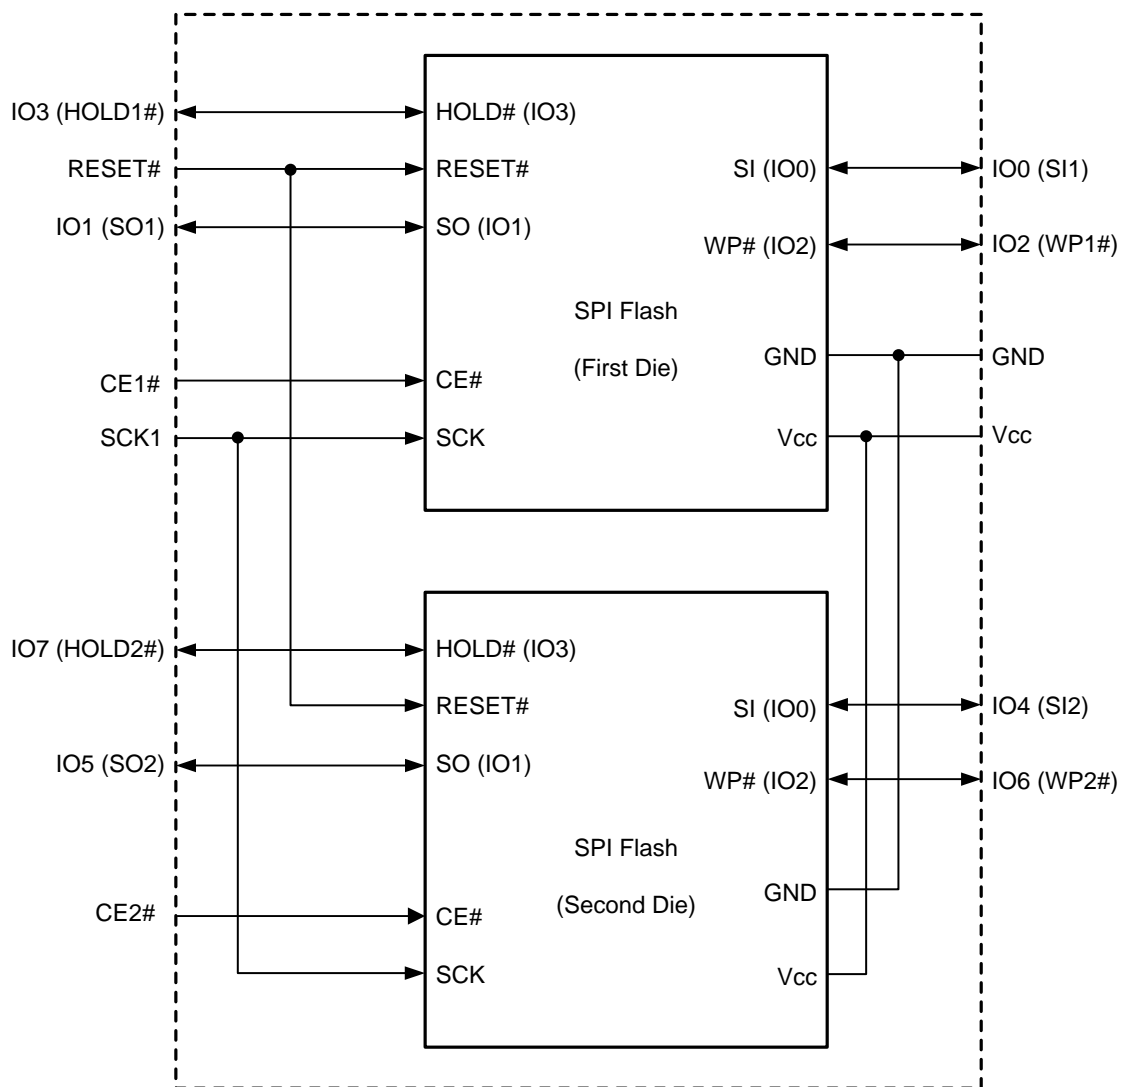 IO3 (HOLD1#)
HOLD# (IO3)
RESET#
RESET#
SI (IO0)
IO0 (SI1)
IO1 (SO1)
SO (IO1)
WP# (IO2)
IO2 (WP1#)
SPI Flash
(First Die)
GND
GND
CE1#
CE#
SCK1
SCK
Vcc
Vcc
IO7 (HOLD2#)
HOLD# (IO3)
RESET#
SI (IO0)
IO4 (SI2)
IO5 (SO2)
SO (IO1)
WP# (IO2)
IO6 (WP2#)
SPI Flash
(Second Die)
GND
CE2#
CE#
SCK
Vcc